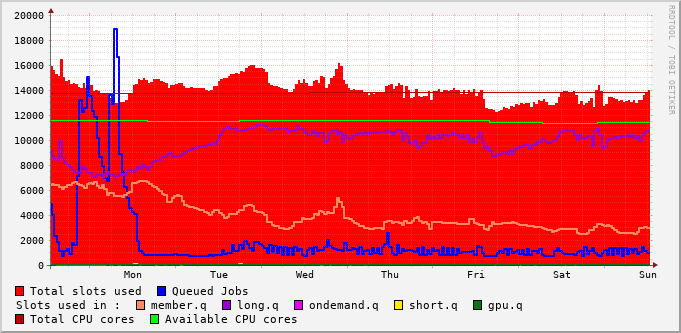 20000
18000
16000
14000
12000
10000
8000
6000
4000
2000
0
Mon Tue Wed Thu Fri Sat Sun
RRDTOOL / TOBI OETIKER
Total slots used Queued Jobs
Slots used in : member.q long.q ondemand.q short.q gpu.q
Total CPU cores Available CPU cores